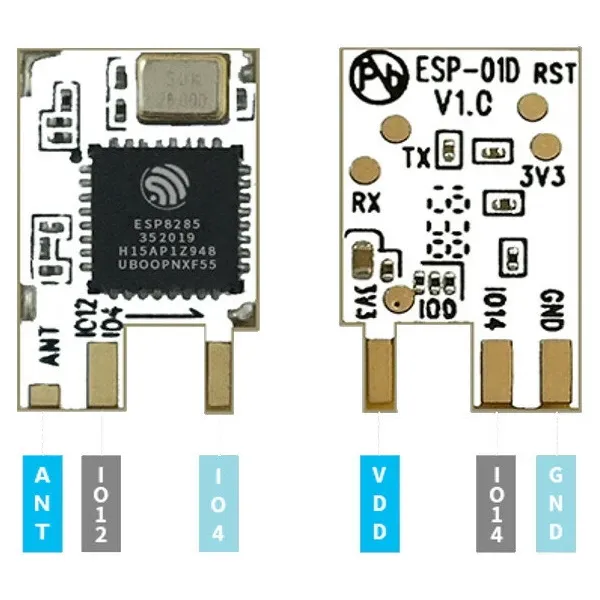 ESP-01D RST
V1.C
TX
3V3
RX
ESP8285
352019
H15AP1Z948
UBOOPNXF55
ANT
IO12
IO4
3V3
IO0
IO14
GND
ANT
IO12
IO4
VDD
IO14
GND